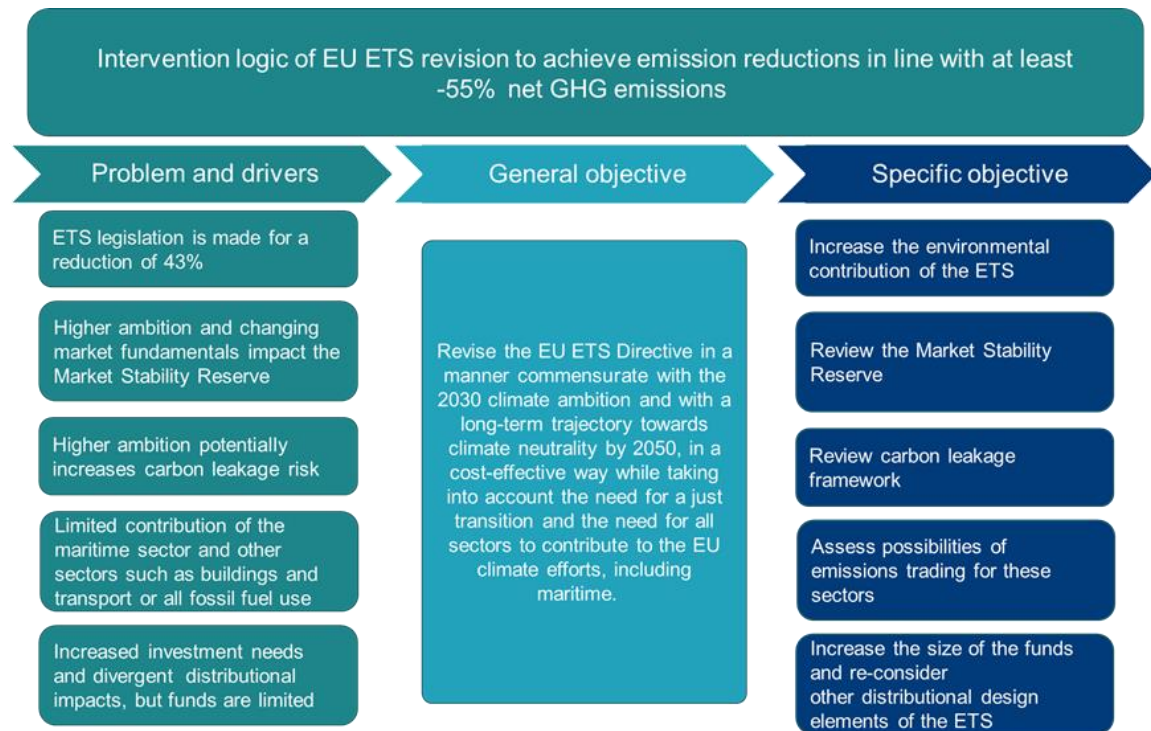 Intervention logic of EU ETS revision to achieve emission reductions in line with at least
-55% net GHG emissions
Problem and drivers
General objective
Specific objective
ETS legislation is made for a
reduction of 43%
Higher ambition and changing
market fundamentals impact the
Market Stability Reserve
Higher ambition potentially
increases carbon leakage risk
Limited contribution of the
maritime sector and other
sectors such as buildings and
transport or all fossil fuel use
Increased investment needs
and divergent distributional
impacts, but funds are limited
Revise the EU ETS Directive in a
manner commensurate with the
2030 climate ambition and with a
long-term trajectory towards
climate neutrality by 2050, in a
cost-effective way while taking
into account the need for a just
transition and the need for all
sectors to contribute to the EU
climate efforts, including
maritime.
Increase the environmental
contribution of the ETS
Review the Market Stability
Reserve
Review carbon leakage
framework
Assess possibilities of
emissions trading for these
sectors
Increase the size of the funds
and re-consider
other distributional design
elements of the ETS